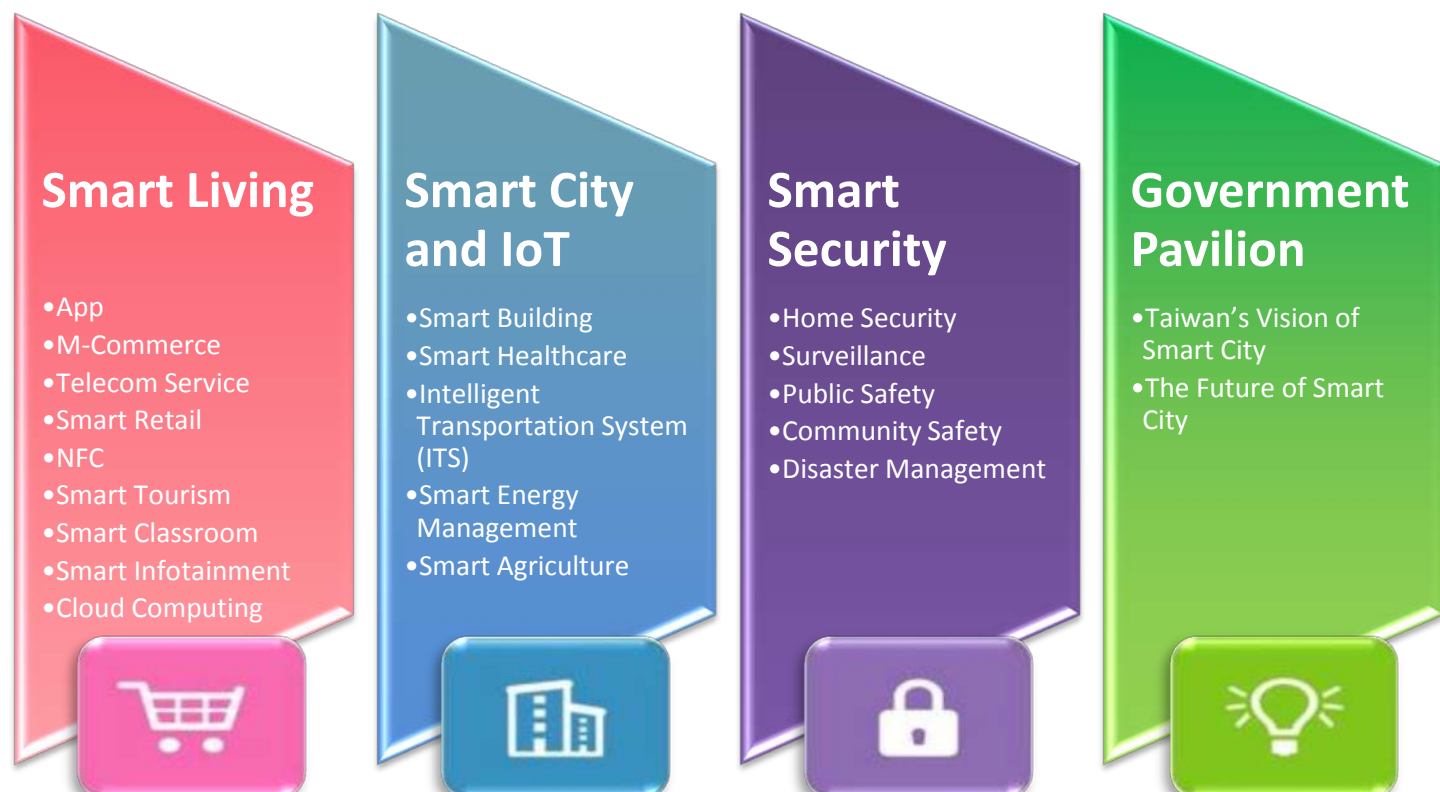 Smart Living
•App
•M-Commerce
•Telecom Service
•Smart Retail
•NFC
•Smart Tourism
•Smart Classroom
•Smart Infotainment
•Cloud Computing
Smart City
and IoT
•Smart Building
•Smart Healthcare
•Intelligent
Transportation System
(ITS)
•Smart Energy
Management
•Smart Agriculture
Smart
Security
•Home Security
•Surveillance
•Public Safety
•Community Safety
•Disaster Management
Government
Pavilion
•Taiwan’s Vision of
Smart City
•The Future of Smart
City